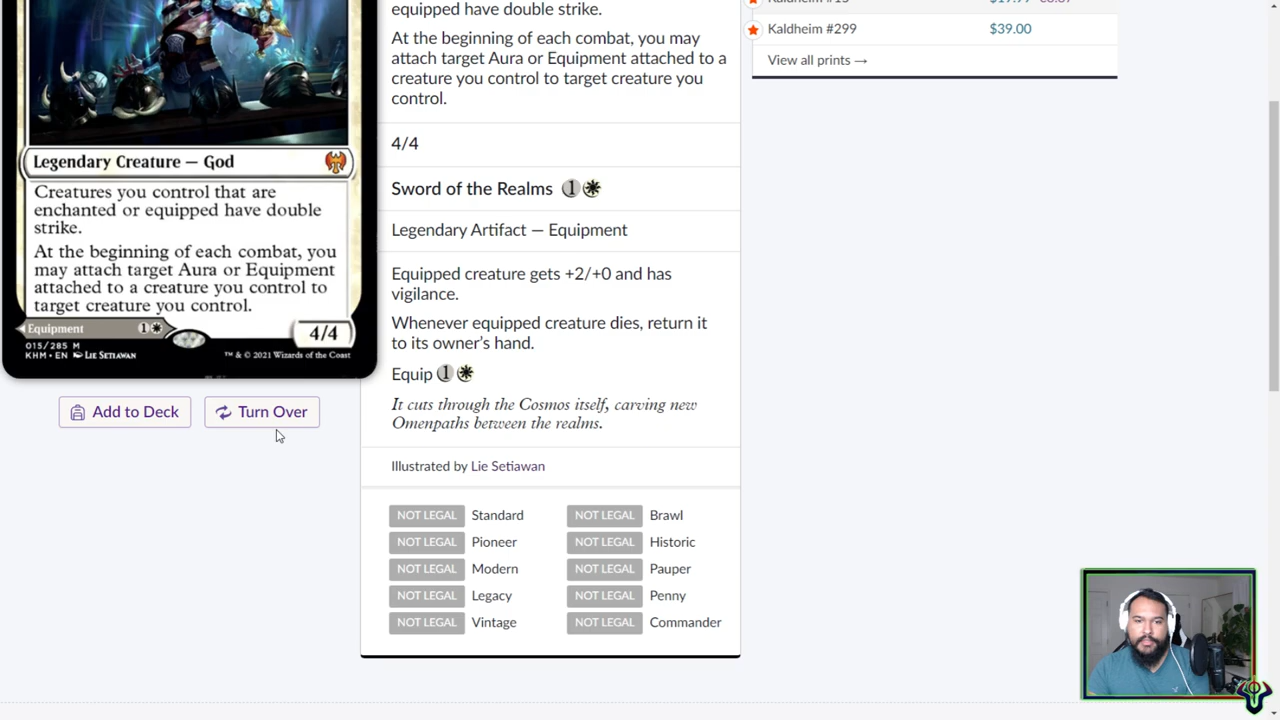 Legendary Creature — God
Creatures you control that are
enchanted or equipped have double
strike.
At the beginning of each combat, you
may attach target Aura or Equipment
attached to a creature you control to
target creature you control.
Equipment 1
4/4
015/285 M
KHM • EN LIE SETIAWAN
™ & © 2021 Wizards of the Coast
Add to Deck
Turn Over
equipped have double strike.
At the beginning of each combat, you may
attach target Aura or Equipment attached to a
creature you control to target creature you
control.
4/4
Sword of the Realms 1
Legendary Artifact — Equipment
Equipped creature gets +2/+0 and has
vigilance.
Whenever equipped creature dies, return it
to its owner's hand.
Equip 1
It cuts through the Cosmos itself, carving new
Omenpaths between the realms.
Illustrated by Lie Setiawan
NOT LEGAL Standard NOT LEGAL Brawl
NOT LEGAL Pioneer NOT LEGAL Historic
NOT LEGAL Modern NOT LEGAL Pauper
NOT LEGAL Legacy NOT LEGAL Penny
NOT LEGAL Vintage NOT LEGAL Commander
Kaldheim #299 $39.00
View all prints →